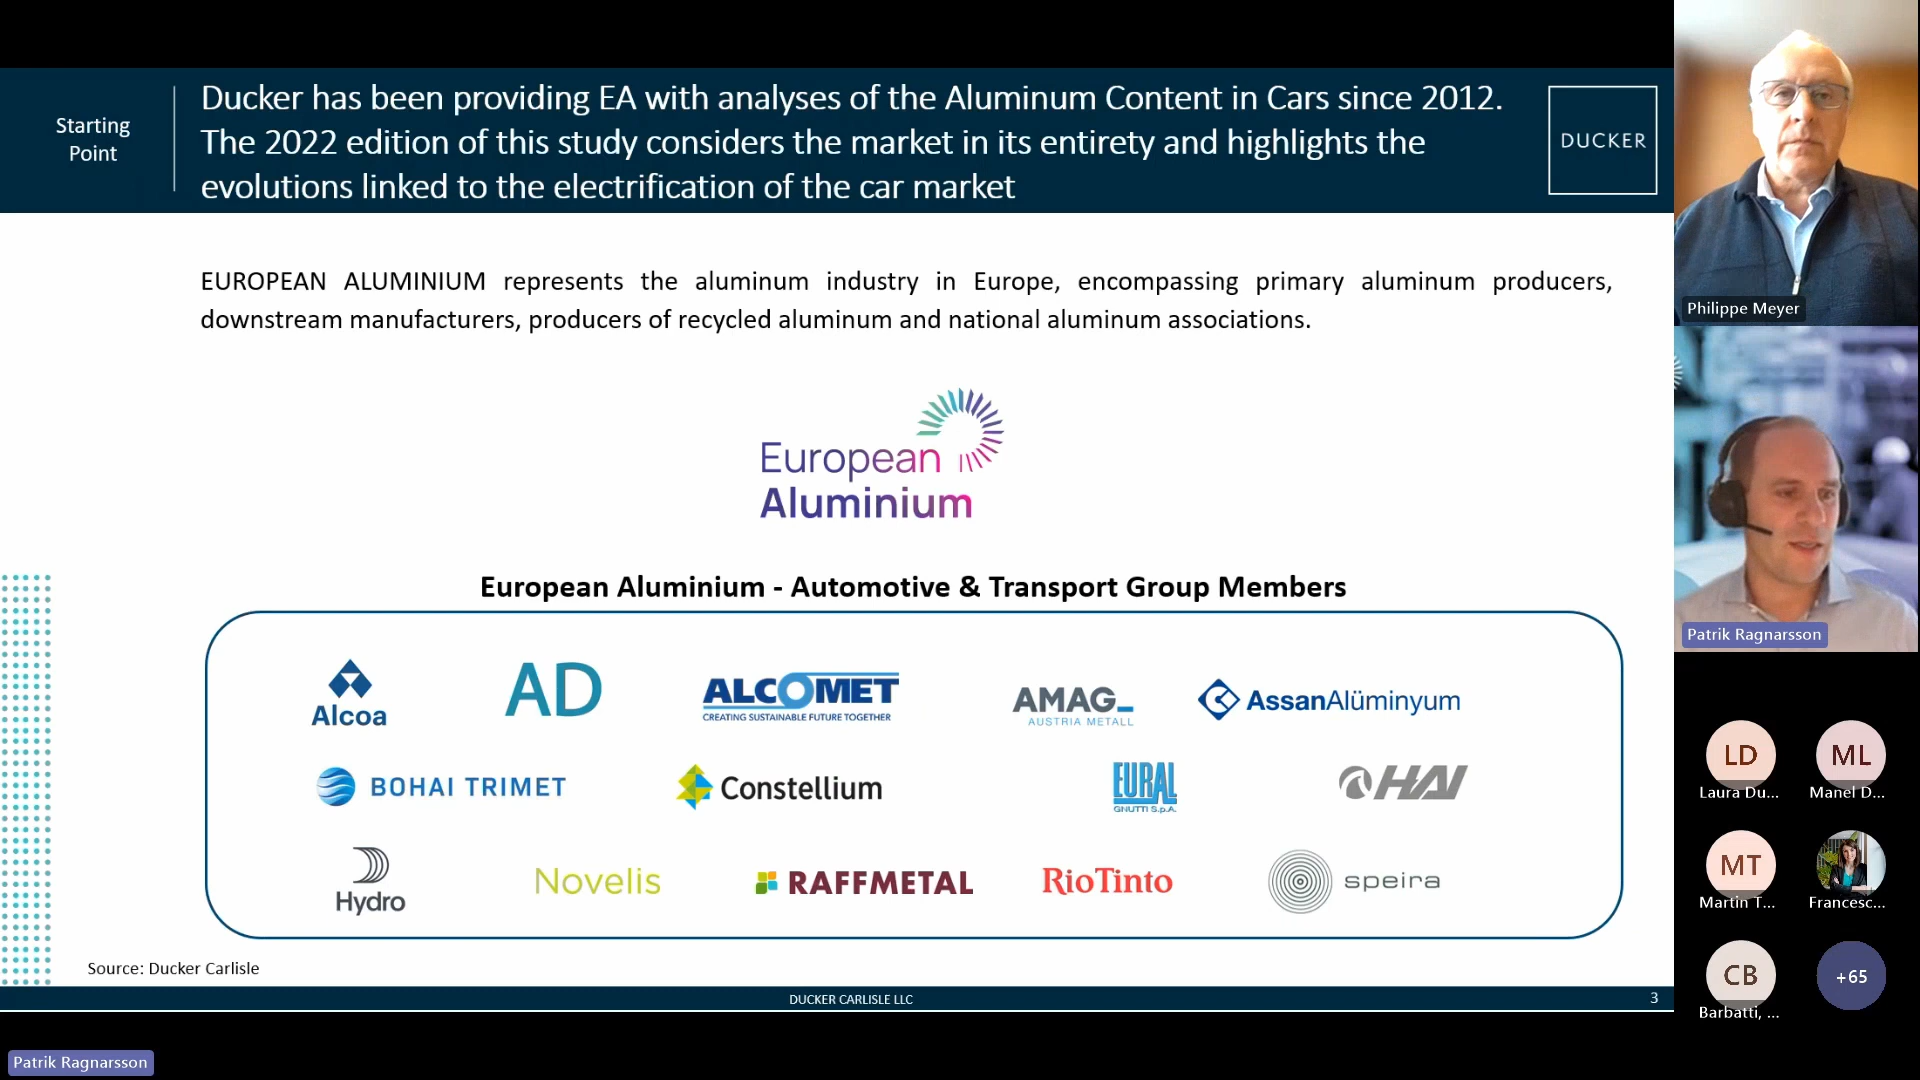 Starting
Point
Ducker has been providing EA with analyses of the Aluminum Content in Cars since 2012.
The 2022 edition of this study considers the market in its entirety and highlights the
evolutions linked to the electrification of the car market
DUCKER
EUROPEAN ALUMINIUM represents the aluminum industry in Europe, encompassing primary aluminum producers,
downstream manufacturers, producers of recycled aluminum and national aluminum associations.
European
Aluminium
European Aluminium - Automotive & Transport Group Members
Alcoa
AD
ALCOMET
CREATING SUSTAINABLE FUTURE TOGETHER
AMAG
AUSTRIA METALL
AssanAlüminyum
BOHAI TRIMET
Constellium
EURAL
GNUTTI S.p.A.
HAI
Hydro
Novelis
RAFFMETAL
RioTinto
speira
Source: Ducker Carlisle
DUCKER CARLISLE LLC
3
Philippe Meyer
Patrik Ragnarsson
LD
Laura Du...
ML
Manel D...
MT
Martin T...
Francesc...
CB
Barbatti, ...
+65
Patrik Ragnarsson